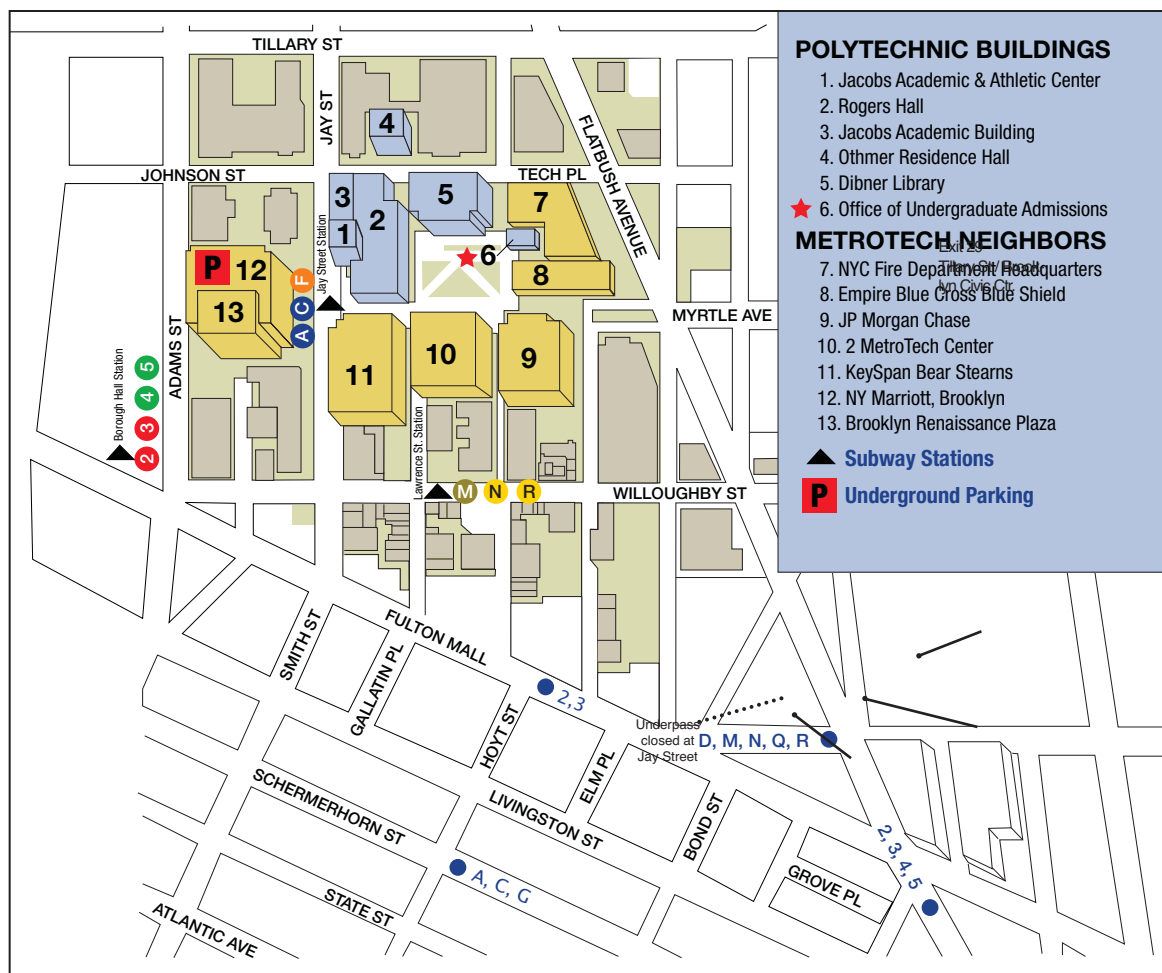 TILLARY ST
JAY ST
FLATBUSH AVENUE
4
JOHNSON ST
TECH PL
3
2
1
5
7
6
8
P
12
13
F
C
A
Jay Street Station
ADAMS ST
MYRTLE AVE
11
10
9
Borough Hall Station
5
4
3
2
Lawrence St. Station
M
N
R
WILLOUGHBY ST
SMITH ST
FULTON MALL
GALLATIN PL
2,3
HOYT ST
Underpass
closed at
Jay Street
D, M, N, Q, R
ELM PL
LIVINGSTON ST
BOND ST
SCHERMERHORN ST
2, 3, 4, 5
GROVE PL
A, C, G
STATE ST
ATLANTIC AVE
POLYTECHNIC BUILDINGS
1. Jacobs Academic & Athletic Center
2. Rogers Hall
3. Jacobs Academic Building
4. Othmer Residence Hall
5. Dibner Library
6. Office of Undergraduate Admissions
METROTECH NEIGHBORS
Exit 29
7. NYC Fire Department Headquarters
8. Empire Blue Cross Blue Shield
lyn Civic Ctr.
9. JP Morgan Chase
10. 2 MetroTech Center
11. KeySpan Bear Stearns
12. NY Marriott, Brooklyn
13. Brooklyn Renaissance Plaza
Subway Stations
P Underground Parking